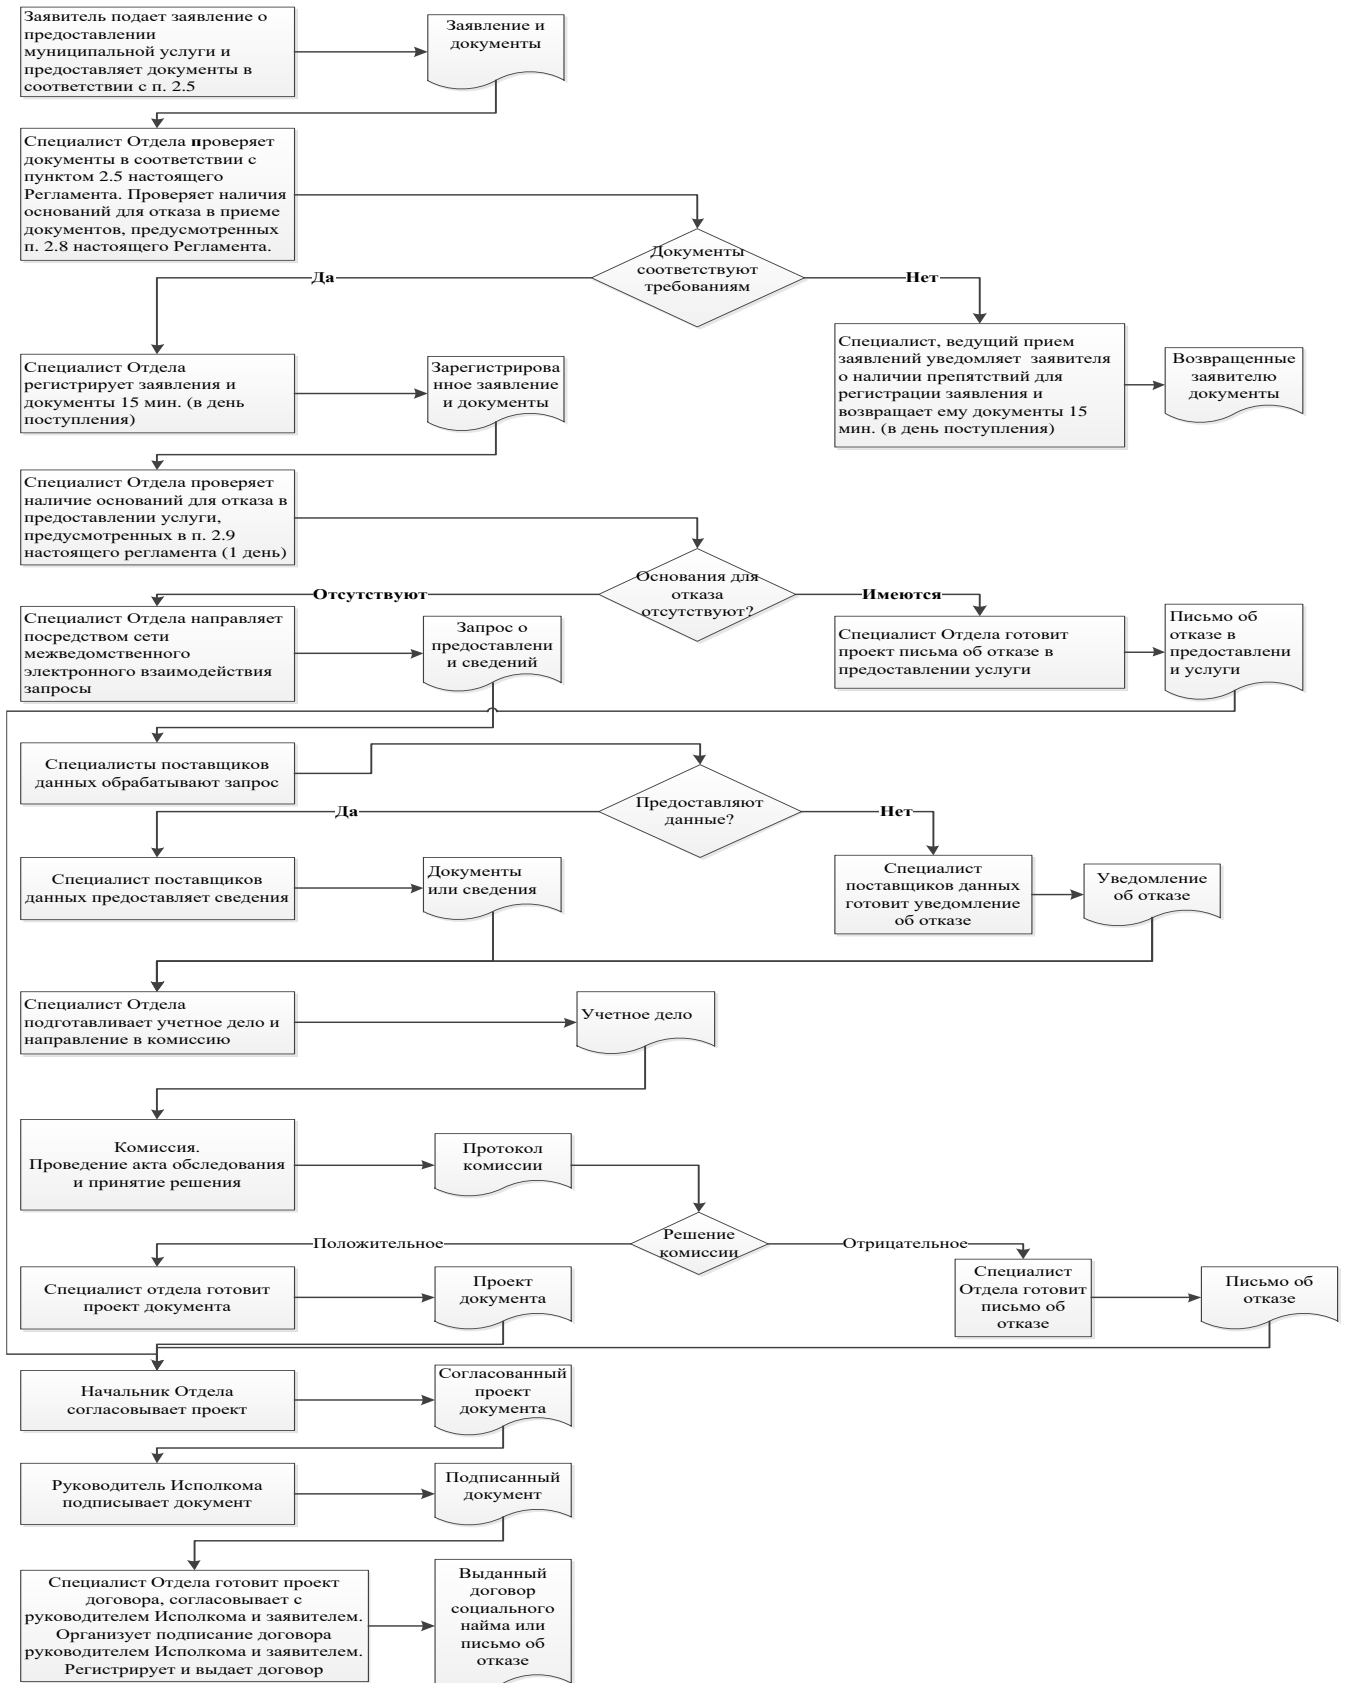 Заявитель подает заявление о
предоставлении
муниципальной услуги и
предоставляет документы в
соответствии с п. 2.5
Заявление и
документы
Специалист Отдела проверяет
документы в соответствии с
пунктом 2.5 настоящего
Регламента. Проверяет наличия
оснований для отказа в приеме
документов, предусмотренных
п. 2.8 настоящего Регламента.
Документы
соответствуют
требованиям
Да
Нет
Специалист Отдела
регистрирует заявления и
документы 15 мин. (в день
поступления)
Зарегистрирова
нное заявление
и документы
Специалист, ведущий прием
заявлений уведомляет заявителя
о наличии препятствий для
регистрации заявления и
возвращает ему документы 15
мин. (в день поступления)
Возвращенные
заявителю
документы
Специалист Отдела проверяет
наличие оснований для отказа в
предоставлении услуги,
предусмотренных в п. 2.9
настоящего регламента (1 день)
Основания для
отказа
отсутствуют?
Отсутствуют
Имеются
Специалист Отдела направляет
посредством сети
межведомственного
электронного взаимодействия
запросы
Запрос о
предоставлени
и сведений
Специалист Отдела готовит
проект письма об отказе в
предоставлении услуги
Письмо об
отказе в
предоставлени
и услуги
Специалисты поставщиков
данных обрабатывают запрос
Предоставляют
данные?
Да
Нет
Специалист поставщиков
данных предоставляет сведения
Документы
или сведения
Специалист
поставщиков данных
готовит уведомление
об отказе
Уведомление
об отказе
Специалист Отдела
подготавливает учетное дело и
направление в комиссию
Учетное дело
Комиссия.
Проведение акта обследования
и принятие решения
Протокол
комиссии
Решение
комиссии
Положительное
Отрицательное
Специалист отдела готовит
проект документа
Проект
документа
Специалист
Отдела готовит
письмо об
отказе
Письмо об
отказе
Начальник Отдела
согласовывает проект
Согласованный
проект
документа
Руководитель Исполкома
подписывает документ
Подписанный
документ
Специалист Отдела готовит проект
договора, согласовывает с
руководителем Исполкома и заявителем.
Организует подписание договора
руководителем Исполкома и заявителем.
Регистрирует и выдает договор
Выданный
договор
социального
найма или
письмо об
отказе